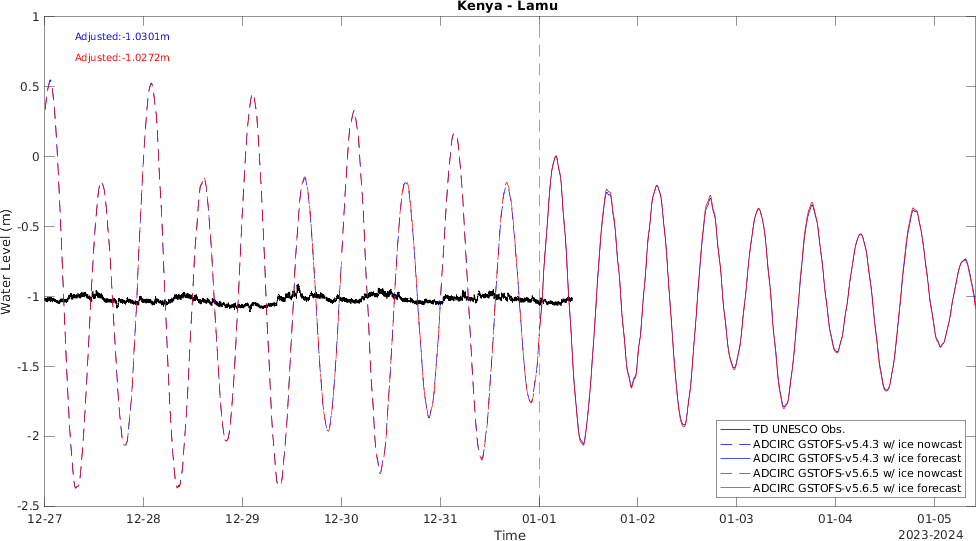 Kenya - Lamu
Adjusted:-1.0301m
Adjusted:-1.0272m
Water Level (m)
1
0.5
0
-0.5
-1
-1.5
-2
-2.5
TD UNESCO Obs.
ADCIRC GSTOFS-v5.4.3 w/ ice nowcast
ADCIRC GSTOFS-v5.4.3 w/ ice forecast
ADCIRC GSTOFS-v5.6.5 w/ ice nowcast
ADCIRC GSTOFS-v5.6.5 w/ ice forecast
12-27 12-28 12-29 12-30 12-31 01-01 01-02 01-03 01-04 01-05
Time
2023-2024